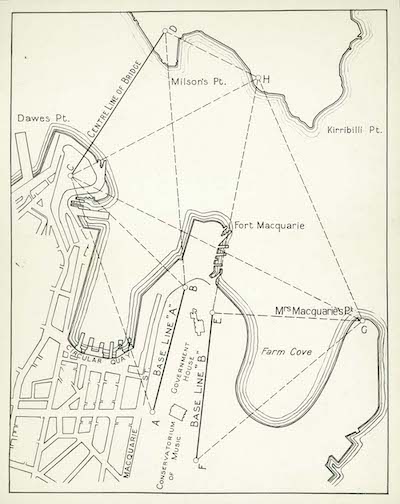 D
H
Milson's Pt.
CENTRE LINE OF BRIDGE
Kirribilli Pt.
Dawes Pt.
Fort Macquarie
B
E
Mrs Macquarie's Pt.
G
Farm Cove
CIRCULAR QUAY
BASE LINE "A"
GOVERNMENT
HOUSE
BASE LINE "B"
ST.
MACQUARIE
A
CONSERVATORIUM
OF MUSIC
F